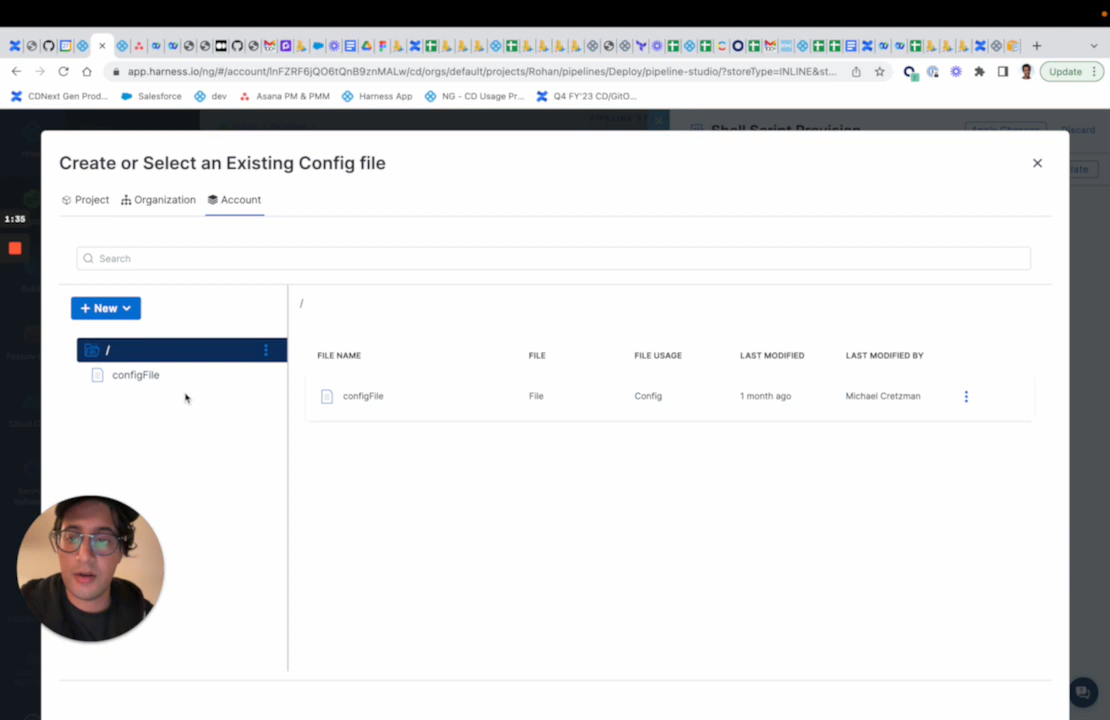 app.harness.io/ng/#/account/lnFZRF6jQO6tQnB9znMALw/cd/orgs/default/projects/Rohan/pipelines/Deploy/pipeline-studio/?storeType=INLINE&st...
Update
CDNext Gen Prod...
Salesforce
dev
Asana PM & PMM
Harness App
NG - CD Usage Pr...
Q4 FY'23 CD/GitO...
Shell Script Provision
Apply Changes
Discard
Create or Select an Existing Config file
Project
Organization
Account
1:35
Search
+ New
/
/
configFile
FILE NAME
FILE
FILE USAGE
LAST MODIFIED
LAST MODIFIED BY
configFile
File
Config
1 month ago
Michael Cretzman